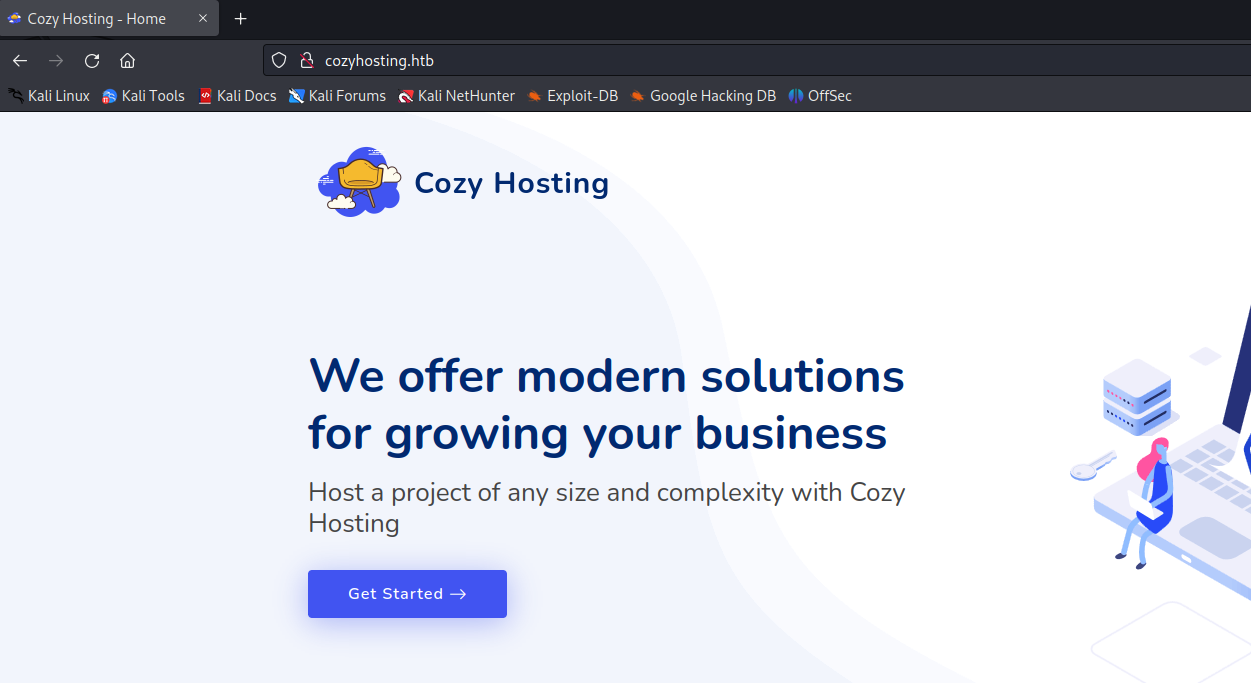 Cozy Hosting - Home
cozyhosting.htb
Kali Linux Kali Tools Kali Docs Kali Forums Kali NetHunter Exploit-DB Google Hacking DB OffSec
Cozy Hosting
We offer modern solutions
for growing your business
Host a project of any size and complexity with Cozy
Hosting
Get Started →